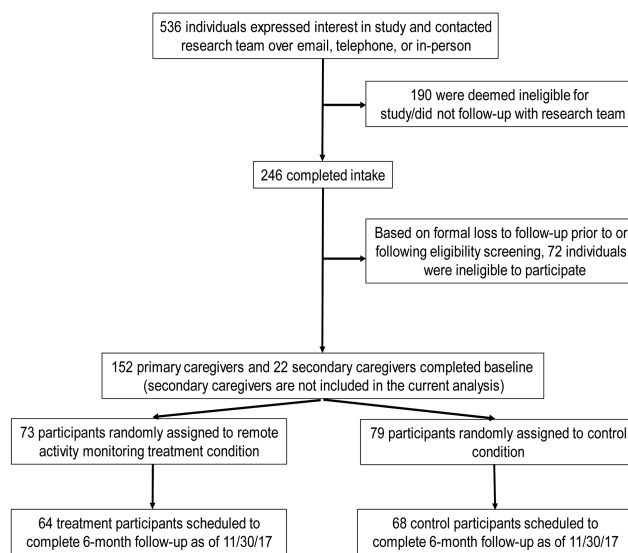 536 individuals expressed interest in study and contacted
research team over email, telephone, or in-person
190 were deemed ineligible for
study/did not follow-up with research team
246 completed intake
Based on formal loss to follow-up prior to or
following eligibility screening, 72 individuals
were ineligible to participate
152 primary caregivers and 22 secondary caregivers completed baseline
(secondary caregivers are not included in the current analysis)
73 participants randomly assigned to remote
activity monitoring treatment condition
79 participants randomly assigned to control
condition
64 treatment participants scheduled to
complete 6-month follow-up as of 11/30/17
68 control participants scheduled to
complete 6-month follow-up as of 11/30/17